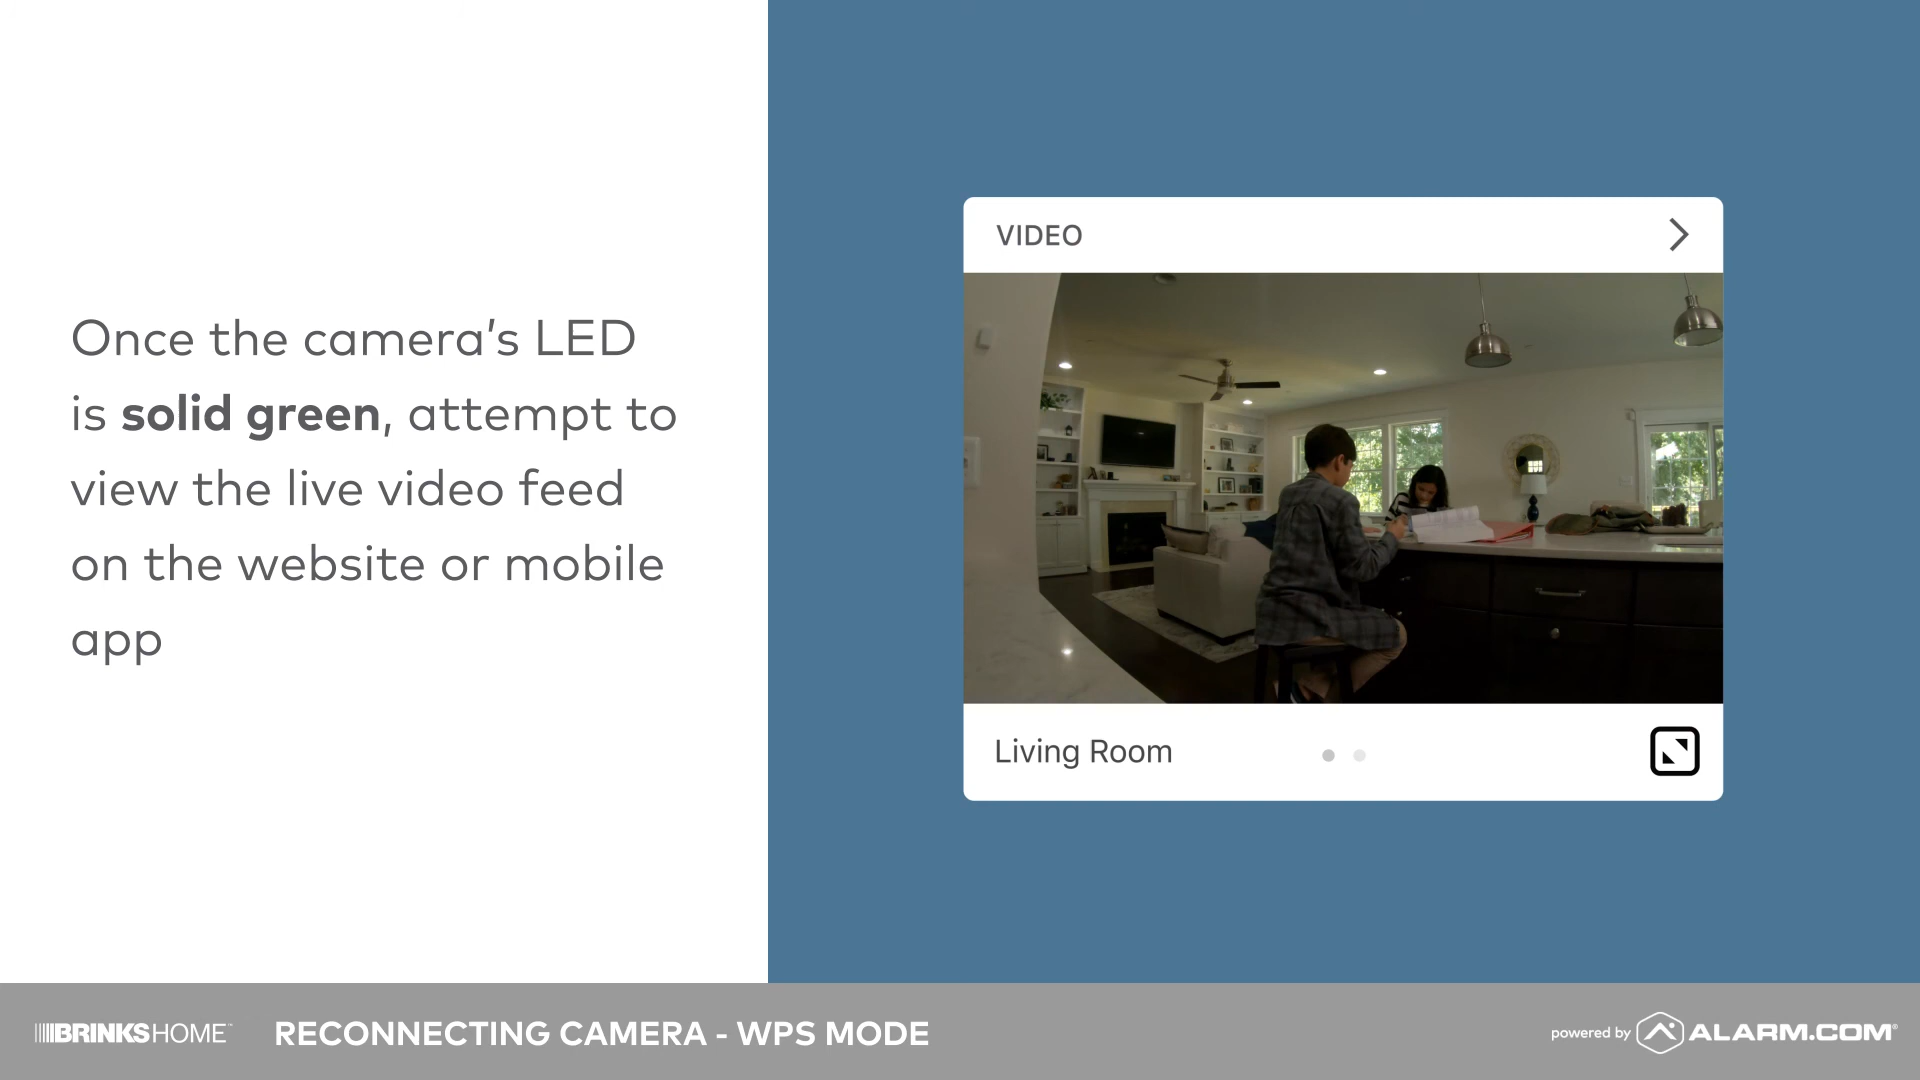 Once the camera's LED
is solid green, attempt to
view the live video feed
on the website or mobile
app
VIDEO
Living Room
BRINKSHOME™
RECONNECTING CAMERA - WPS MODE
powered by ALARM.COM®